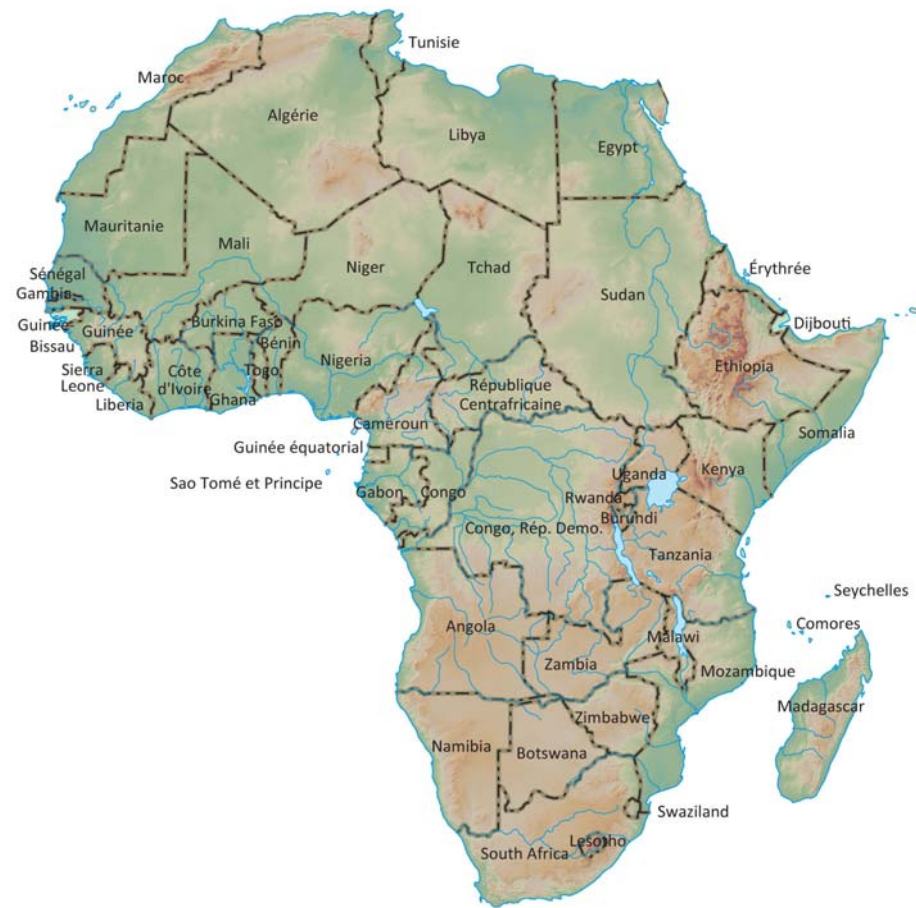 Tunisie
Maroc
Algérie
Libya
Egypt
Mauritanie
Mali
Niger
Tchad
Sudan
Érythrée
Sénégal
Gambia
Guinée
Bissau
Guinée
Burkina Faso
Bénin
Nigeria
Dijbouti
Ethiopia
Sierra
Leone
Côte
d'Ivoire
Togo
Ghana
Liberia
République
Centrafricaine
Cameroun
Somalia
Guinée équatorial
Sao Tomé et Principe
Gabon
Congo
Uganda
Kenya
Rwanda
Burundi
Congo, Rép. Demo.
Tanzania
Seychelles
Comores
Angola
Malawi
Zambia
Mozambique
Madagascar
Zimbabwe
Namibia
Botswana
Swaziland
Lesotho
South Africa